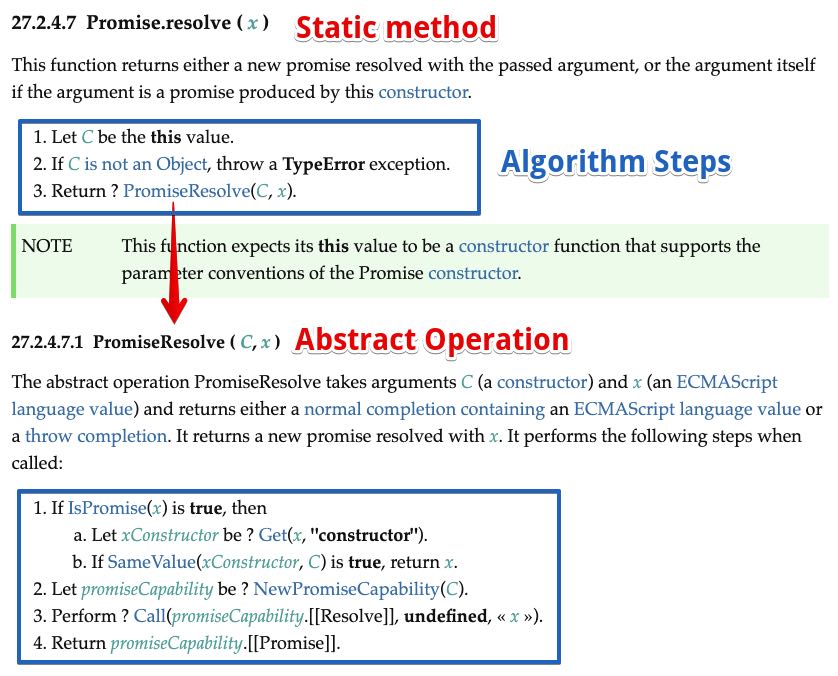 27.2.4.7 Promise.resolve ( x ) Static method
This function returns either a new promise resolved with the passed argument, or the argument itself
if the argument is a promise produced by this constructor.
1. Let C be the this value.
2. If C is not an Object, throw a TypeError exception.
3. Return ? PromiseResolve(C, x).
Algorithm Steps
NOTE This function expects its this value to be a constructor function that supports the
parameter conventions of the Promise constructor.
27.2.4.7.1 PromiseResolve ( C, x ) Abstract Operation
The abstract operation PromiseResolve takes arguments C (a constructor) and x (an ECMAScript
language value) and returns either a normal completion containing an ECMAScript language value or
a throw completion. It returns a new promise resolved with x. It performs the following steps when
called:
1. If IsPromise(x) is true, then
a. Let xConstructor be ? Get(x, "constructor").
b. If SameValue(xConstructor, C) is true, return x.
2. Let promiseCapability be ? NewPromiseCapability(C).
3. Perform ? Call(promiseCapability.[[Resolve]], undefined, « x »).
4. Return promiseCapability.[[Promise]].